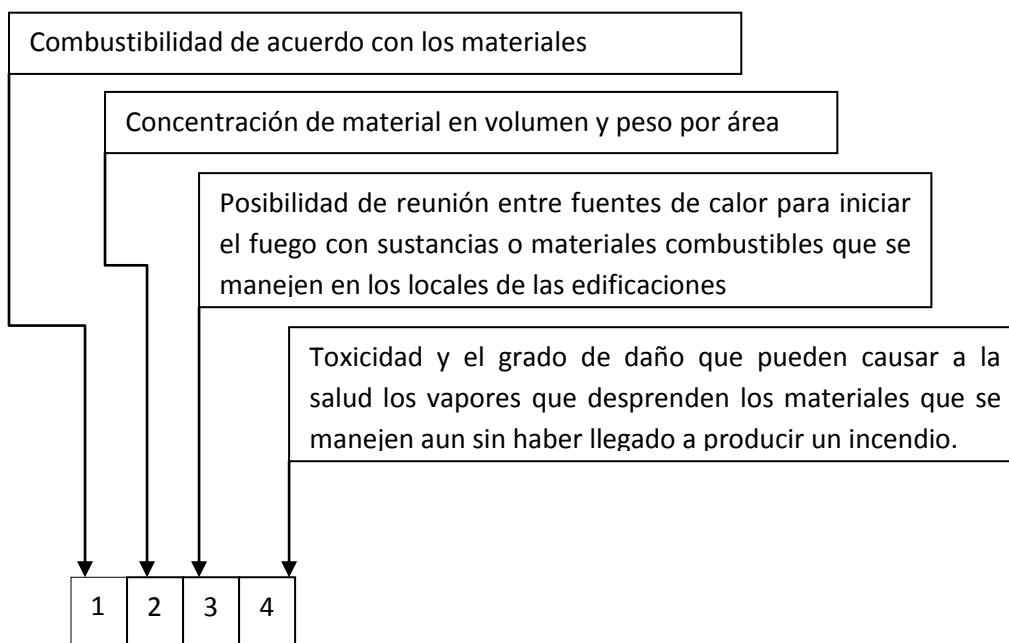 Combustibilidad de acuerdo con los materiales
Concentración de material en volumen y peso por área
Posibilidad de reunión entre fuentes de calor para iniciar
el fuego con sustancias o materiales combustibles que se
manejen en los locales de las edificaciones
Toxicidad y el grado de daño que pueden causar a la
salud los vapores que desprenden los materiales que se
manejen aun sin haber llegado a producir un incendio.
1 2 3 4